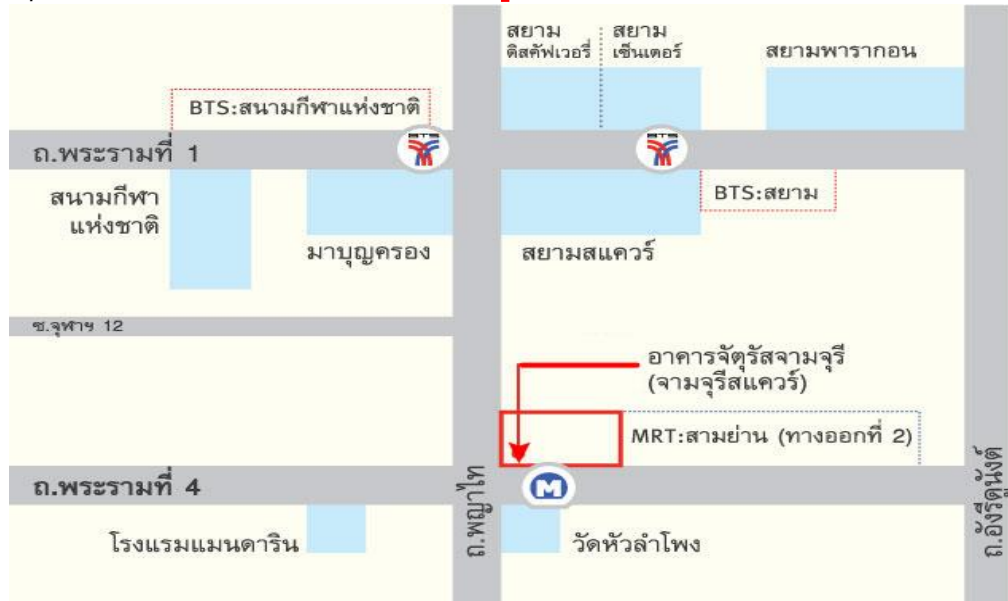 สยาม
ดิสคัฟเวอรี่
สยาม
เซ็นเตอร์
สยามพารากอน
BTS:สนามกีฬาแห่งชาติ
BTS
BTS
ถ.พระรามที่ 1
สนามกีฬา
แห่งชาติ
มาบุญครอง
สยามสแควร์
BTS:สยาม
ซ.จุฬาฯ 12
อาคารจัตุรัสจามจุรี
(จามจุรีสแควร์)
MRT:สามย่าน (ทางออกที่ 2)
ถ.พระรามที่ 4
M
ถ.พญาไท
ถ.อังรีดูนังต์
โรงแรมแมนดาริน
วัดหัวลำโพง